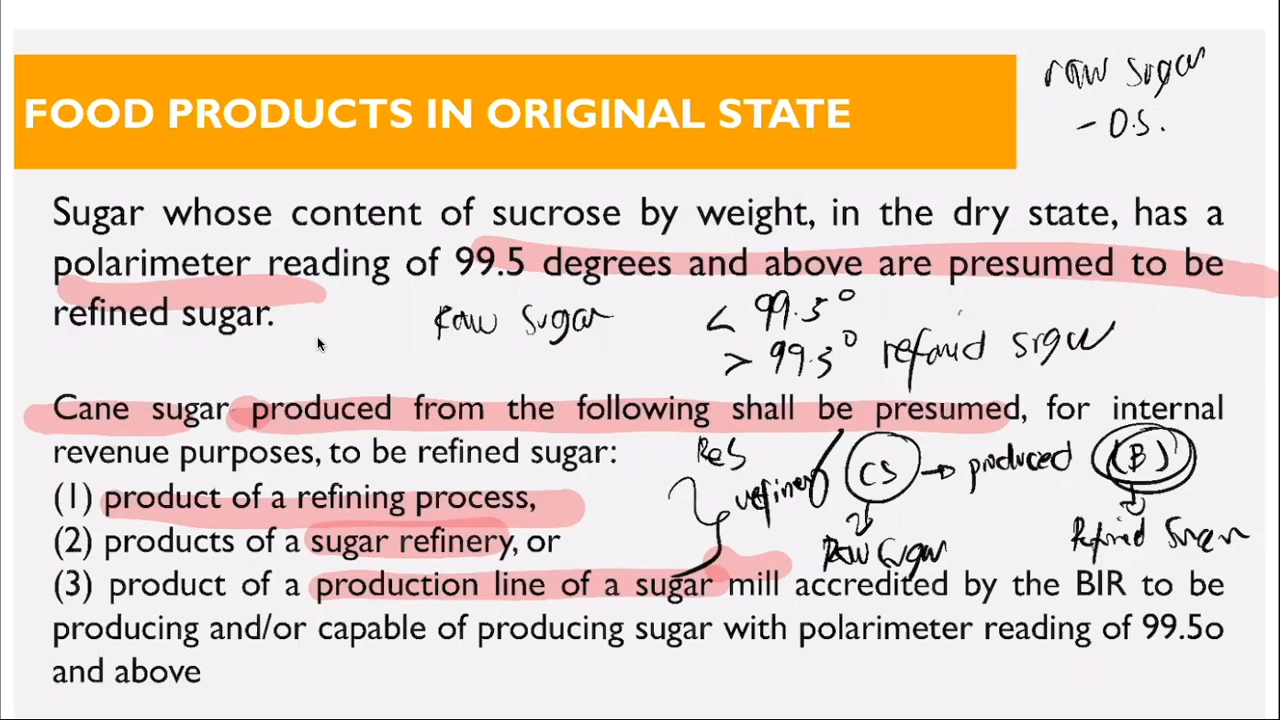 raw sugar
- O.S.
FOOD PRODUCTS IN ORIGINAL STATE
Sugar whose content of sucrose by weight, in the dry state, has a
polarimeter reading of 99.5 degrees and above are presumed to be
refined sugar.
raw sugar
< 99.5°
> 99.5° refined sugar
Cane sugar produced from the following shall be presumed, for internal
revenue purposes, to be refined sugar:
(1) product of a refining process,
(2) products of a sugar refinery, or
(3) product of a production line of a sugar mill accredited by the BIR to be
producing and/or capable of producing sugar with polarimeter reading of 99.5o
and above
ReS
refinery
CS → produced (B)
Raw Sugar
Refined Sugar